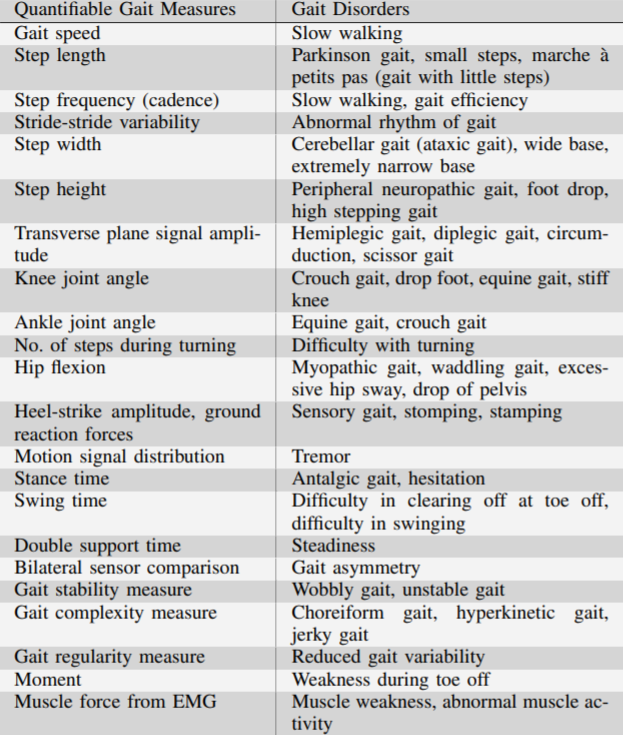 Quantifiable Gait Measures Gait Disorders
Gait speed Slow walking
Step length Parkinson gait, small steps, marche à
petits pas (gait with little steps)
Step frequency (cadence) Slow walking, gait efficiency
Stride-stride variability Abnormal rhythm of gait
Step width Cerebellar gait (ataxic gait), wide base,
extremely narrow base
Step height Peripheral neuropathic gait, foot drop,
high stepping gait
Transverse plane signal ampli- Hemiplegic gait, diplegic gait, circum-
tude duction, scissor gait
Knee joint angle Crouch gait, drop foot, equine gait, stiff
knee
Ankle joint angle Equine gait, crouch gait
No. of steps during turning Difficulty with turning
Hip flexion Myopathic gait, waddling gait, exces-
sive hip sway, drop of pelvis
Heel-strike amplitude, ground Sensory gait, stomping, stamping
reaction forces
Motion signal distribution Tremor
Stance time Antalgic gait, hesitation
Swing time Difficulty in clearing off at toe off,
difficulty in swinging
Double support time Steadiness
Bilateral sensor comparison Gait asymmetry
Gait stability measure Wobbly gait, unstable gait
Gait complexity measure Choreiform gait, hyperkinetic gait,
jerky gait
Gait regularity measure Reduced gait variability
Moment Weakness during toe off
Muscle force from EMG Muscle weakness, abnormal muscle ac-
tivity